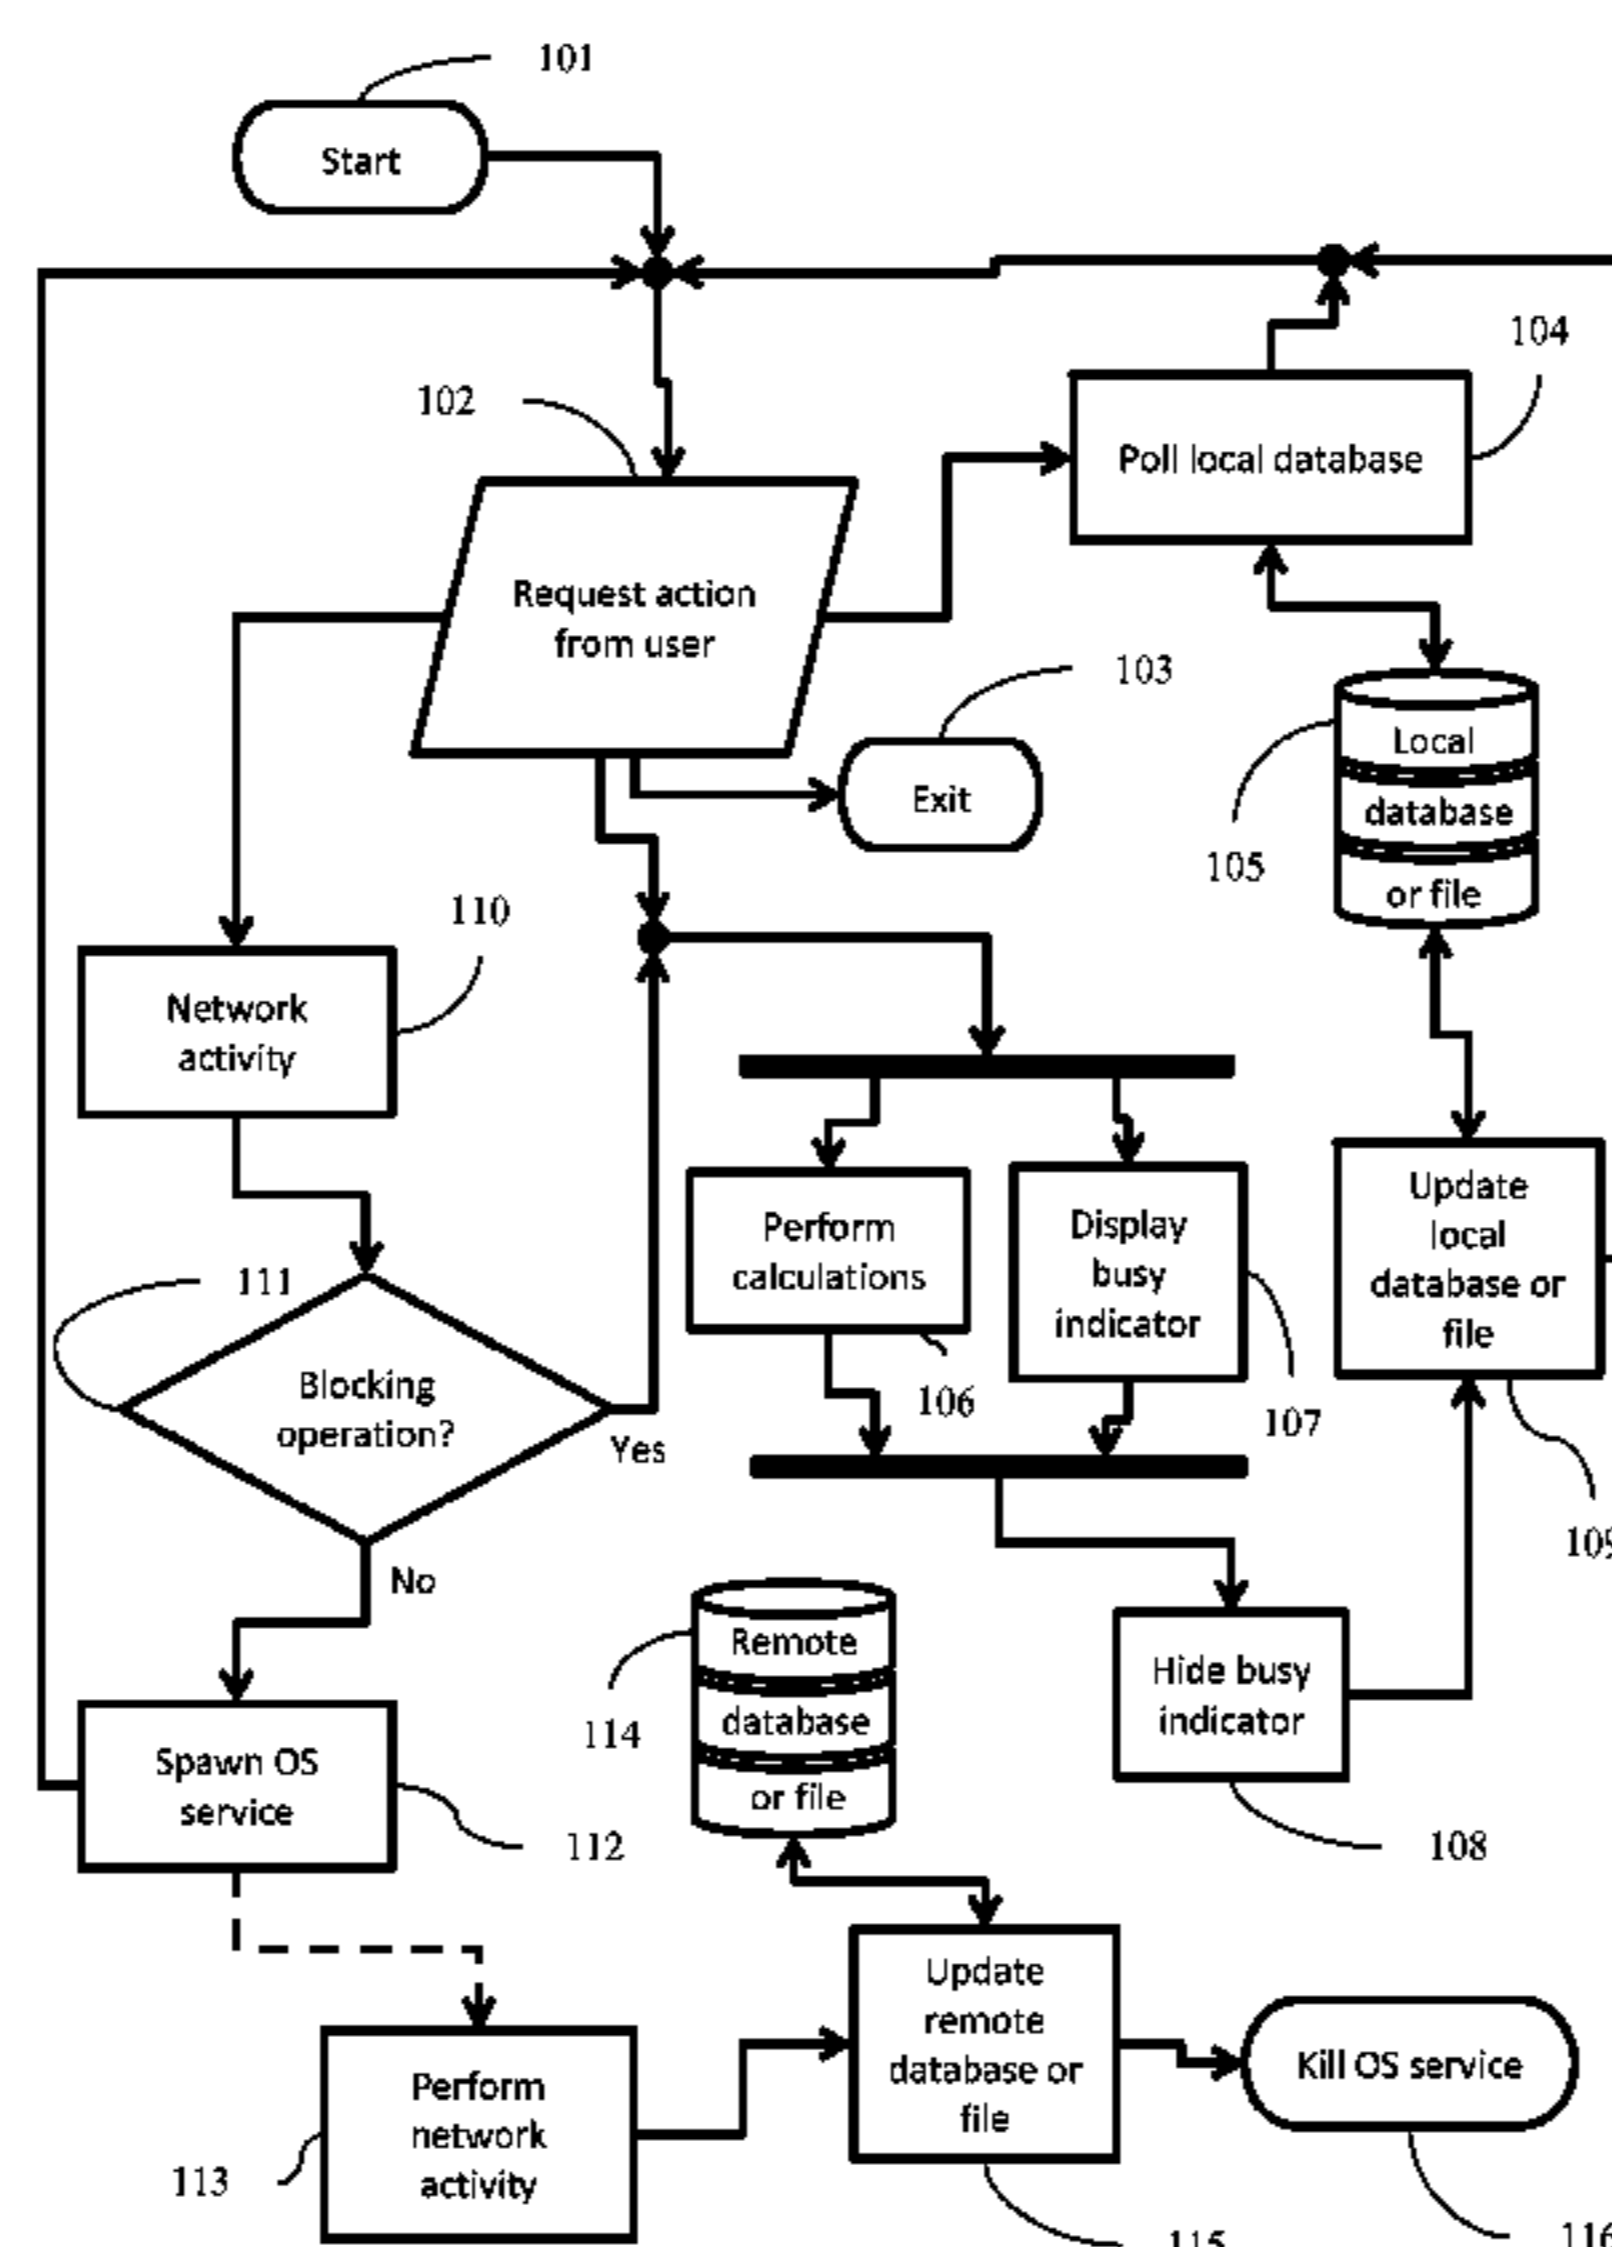 101
Start
104
102
Poll local database
Request action
from user
103
Exit
Local
database
or file
105
110
Network
activity
Update
local
database or
file
Perform
calculations
Display
busy
indicator
111
106
107
Blocking
operation?
Yes
109
No
Remote
database
or file
114
Hide busy
indicator
Spawn OS
service
112
108
Update
remote
database or
file
Kill OS service
Perform
network
activity
113
115
116